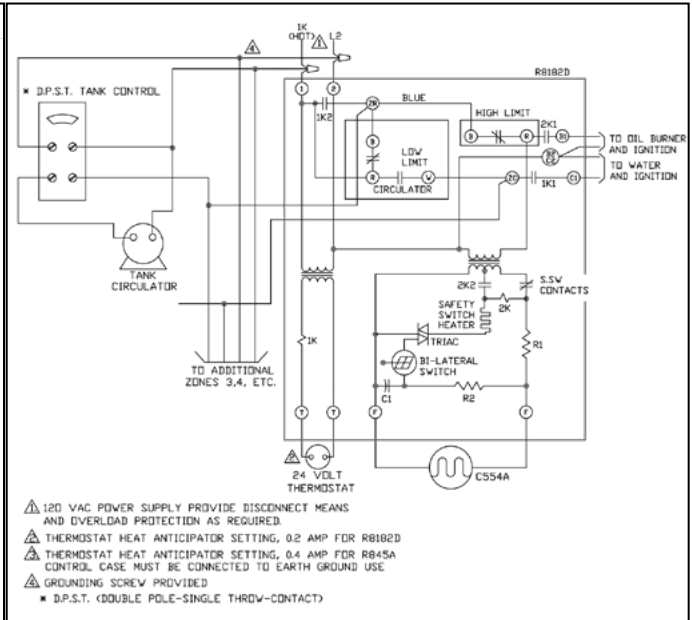 1K
(HOT) 1 L2
4
R8182D
* D.P.S.T. TANK CONTROL
1 2
ZR BLUE
1K2
HIGH LIMIT
B R 2K1 B1
TO OIL BURNER
AND IGNITION
TO WATER
AND IGNITION
B
LOW
LIMIT
R W
CIRCULATOR
ZC 1K1 C1
TANK
CIRCULATOR
2K2
S.SW
CONTACTS
SAFETY
SWITCH
HEATER
2K
TRIAC
1K
R1
BI-LATERAL
SWITCH
TO ADDITIONAL
ZONES 3,4, ETC.
C1 R2
T T F F
24 VOLT
THERMOSTAT
C554A
1 120 VAC POWER SUPPLY PROVIDE DISCONNECT MEANS
AND OVERLOAD PROTECTION AS REQUIRED.
2 THERMOSTAT HEAT ANTICIPATOR SETTING, 0.2 AMP FOR R8182D
3 THERMOSTAT HEAT ANTICIPATOR SETTING, 0.4 AMP FOR R845A
CONTROL CASE MUST BE CONNECTED TO EARTH GROUND USE
4 GROUNDING SCREW PROVIDED
* D.P.S.T. (DOUBLE POLE-SINGLE THROW-CONTACT)